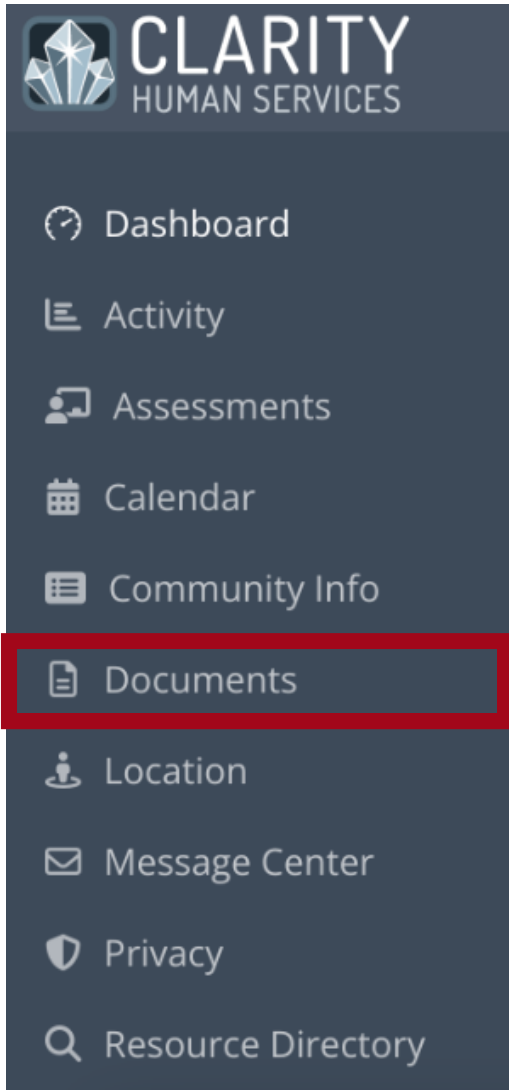 CLARITY
HUMAN SERVICES
Dashboard
Activity
Assessments
Calendar
Community Info
Documents
Location
Message Center
Privacy
Resource Directory